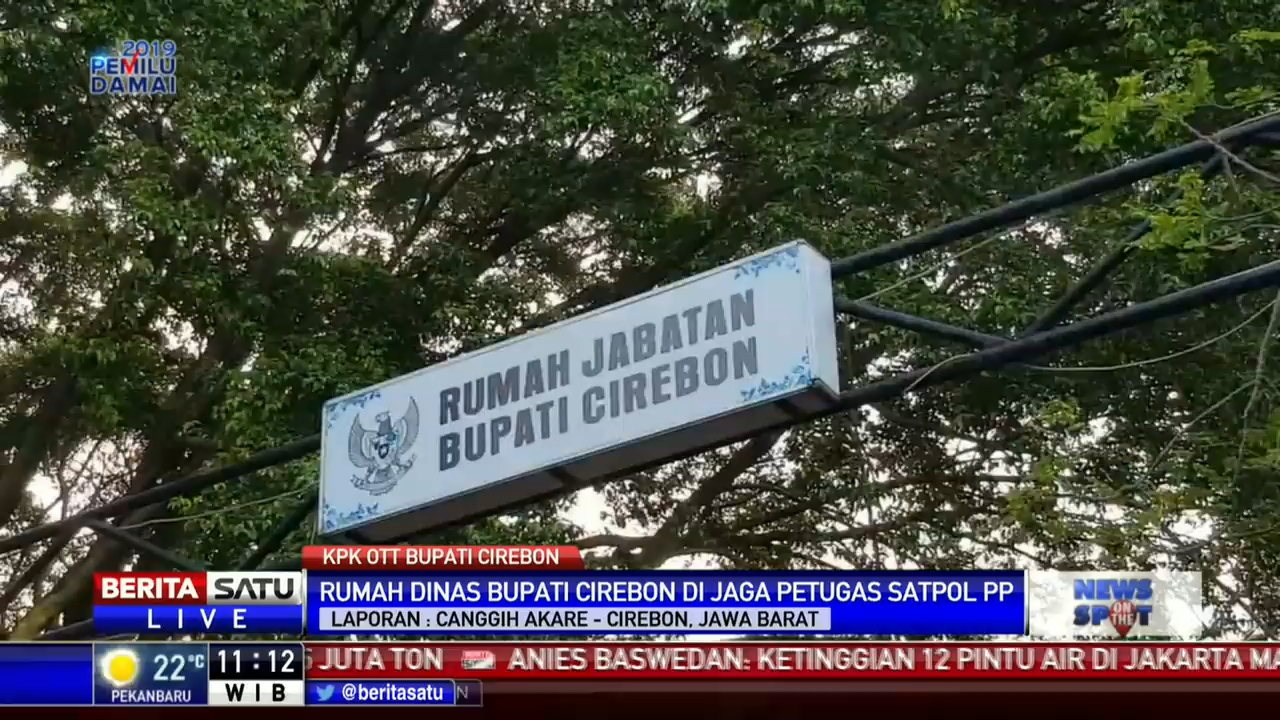 2019
PEMILU
DAMAI
RUMAH JABATAN
BUPATI CIREBON
KPK OTT BUPATI CIREBON
BERITA SATU
LIVE
RUMAH DINAS BUPATI CIREBON DI JAGA PETUGAS SATPOL PP
LAPORAN : CANGGIH AKARE - CIREBON, JAWA BARAT
NEWS
ON THE
SPOT
22°C
PEKANBARU
11:12
WIB
JUTA TON
ANIES BASWEDAN: KETINGGIAN 12 PINTU AIR DI JAKARTA
@beritasatu